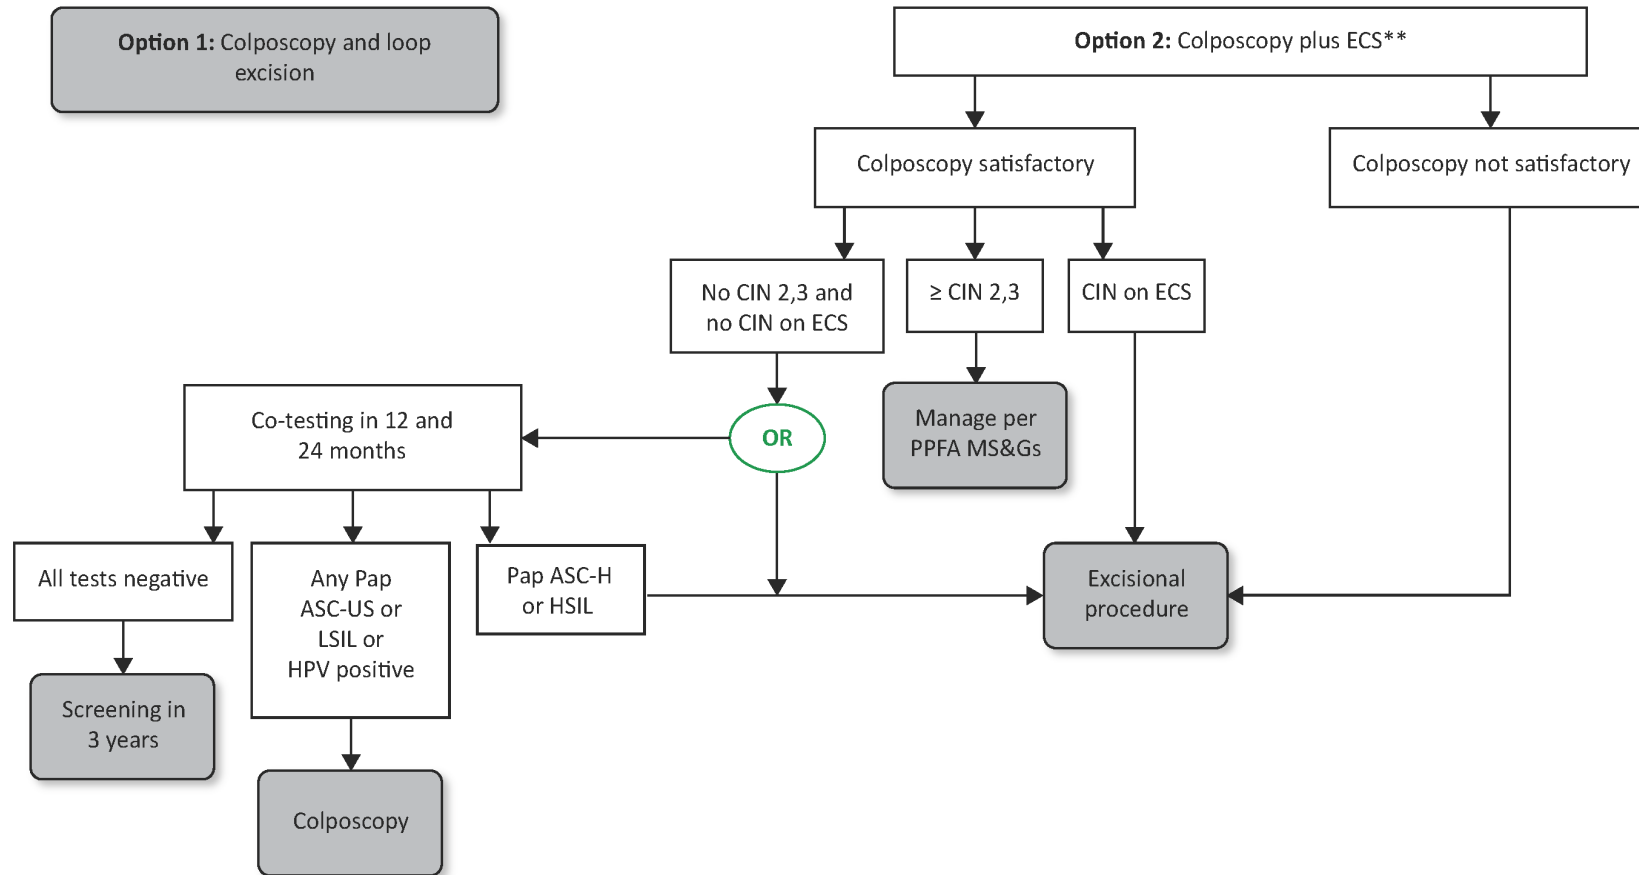 Option 1: Colposcopy and loop
excision
Option 2: Colposcopy plus ECS**
Colposcopy satisfactory
Colposcopy not satisfactory
No CIN 2,3 and
no CIN on ECS
≥ CIN 2,3
CIN on ECS
Co-testing in 12 and
24 months
OR
Manage per
PPFA MS&Gs
All tests negative
Any Pap
ASC-US or
LSIL or
HPV positive
Pap ASC-H
or HSIL
Excisional
procedure
Screening in
3 years
Colposcopy